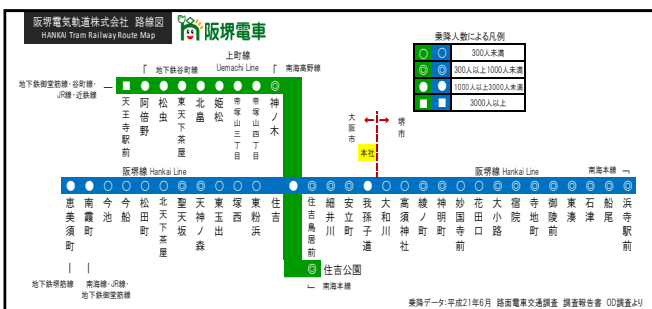 阪堺電気軌道株式会社 路線図
HANKAI Tram Railway Route Map
阪堺電車
乗降人数による凡例
300人未満
300人以上1000人未満
1000人以上3000人未満
3000人以上
上町線
Uemachi Line
地下鉄谷町線
南海高野線
地下鉄御堂筋線・谷町線・
JR線・近鉄線
天王寺駅前
阿倍野
松虫
東天下茶屋
北畠
姫松
帝塚山三丁目
帝塚山四丁目
神ノ木
大阪市
堺市
本社
阪堺線 Hankai Line
阪堺線 Hankai Line
南海本線
恵美須町
南霞町
今池
今船
松田町
北天下茶屋
聖天坂
天神ノ森
東玉出
塚西
東粉浜
住吉
住吉鳥居前
細井川
安立町
我孫子道
大和川
高須神社
綾ノ町
神明町
妙国寺前
花田口
大小路
宿院
寺地町
御陵前
東湊
石津
船尾
浜寺駅前
住吉公園
南海本線
地下鉄堺筋線
南海線・JR線・
地下鉄御堂筋線
乗降データ:平成21年6月 路面電車交通調査 調査報告書 OD調査より